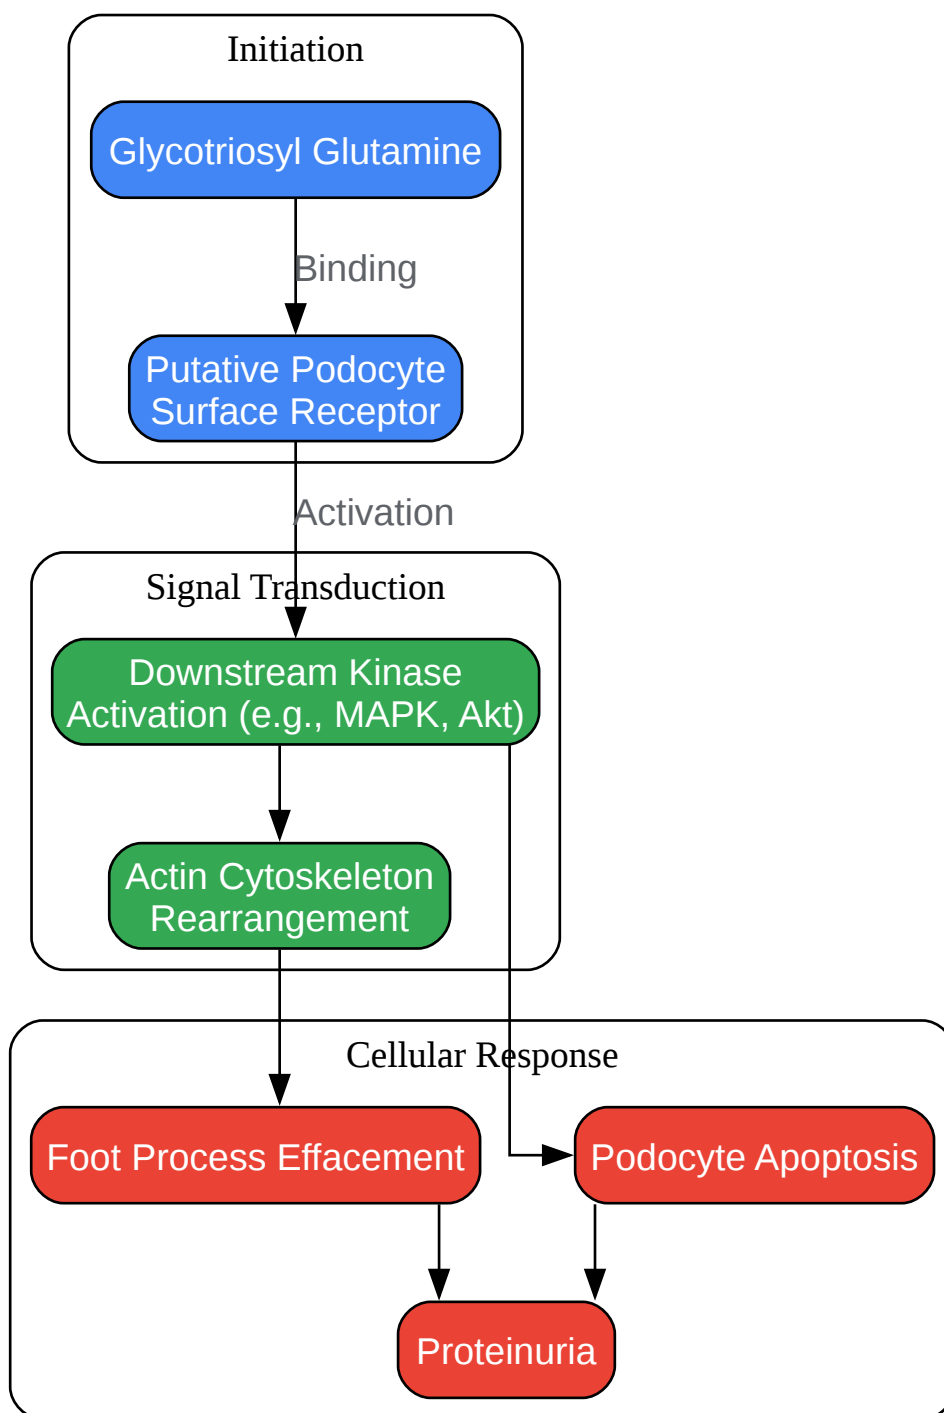 Initiation
Glycotriosyl Glutamine
Binding
Putative Podocyte
Surface Receptor
Activation
Signal Transduction
Downstream Kinase
Activation (e.g., MAPK, Akt)
Actin Cytoskeleton
Rearrangement
Cellular Response
Foot Process Effacement
Podocyte Apoptosis
Proteinuria